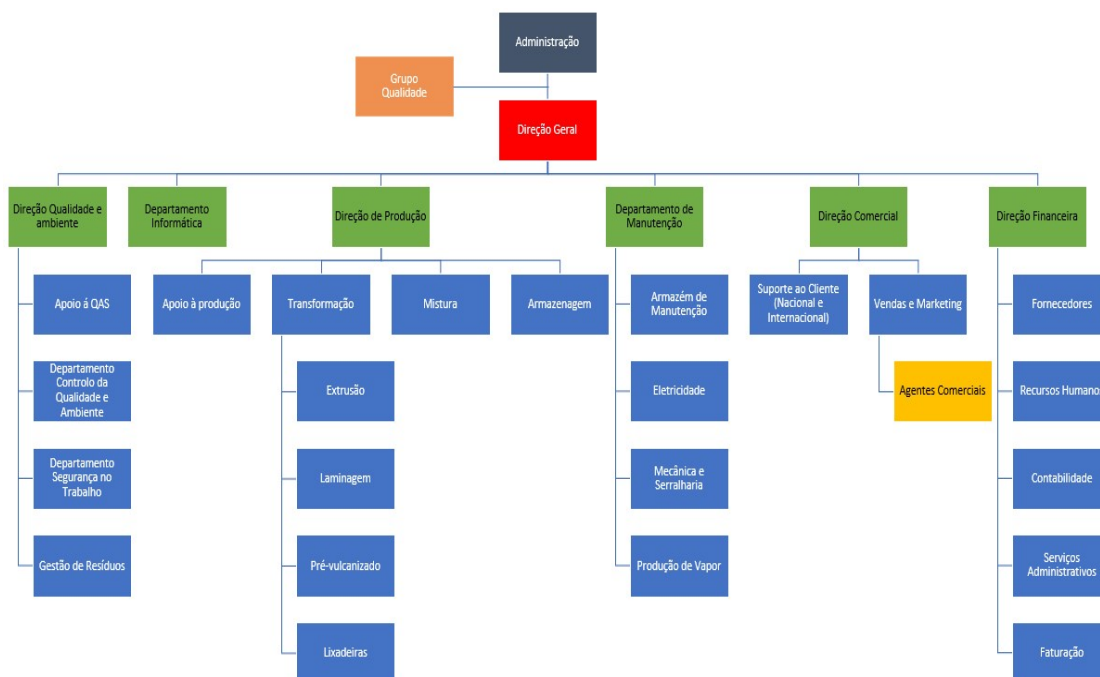 Administração
Grupo
Qualidade
Direção Geral
Direção Qualidade e
ambiente
Departamento
Informática
Direção de Produção
Departamento de
Manutenção
Direção Comercial
Direção Financeira
Apoio á QAS
Apoio à produção
Transformação
Mistura
Armazenagem
Armazém de
Manutenção
Suporte ao Cliente
(Nacional e
Internacional)
Vendas e Marketing
Fornecedores
Departamento
Controlo da
Qualidade e
Ambiente
Extrusão
Eletricidade
Agentes Comerciais
Recursos Humanos
Departamento
Segurança no
Trabalho
Laminagem
Mecânica e
Serralharia
Contabilidade
Gestão de Resíduos
Pré-vulcanizado
Produção de Vapor
Serviços
Administrativos
Lixadeiras
Faturação